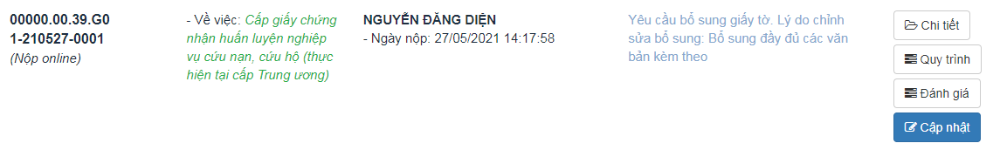 00000.00.39.G0
1-210527-0001
(Nộp online)
- Về việc: Cấp giấy chứng
nhận huấn luyện nghiệp
vụ cứu nạn, cứu hộ (thực
hiện tại cấp Trung ương)
NGUYỄN ĐĂNG DIỆN
- Ngày nộp: 27/05/2021 14:17:58
Yêu cầu bổ sung giấy tờ. Lý do chỉnh
sửa bổ sung: Bổ sung đầy đủ các văn
bản kèm theo
Chi tiết
Quy trình
Đánh giá
Cập nhật